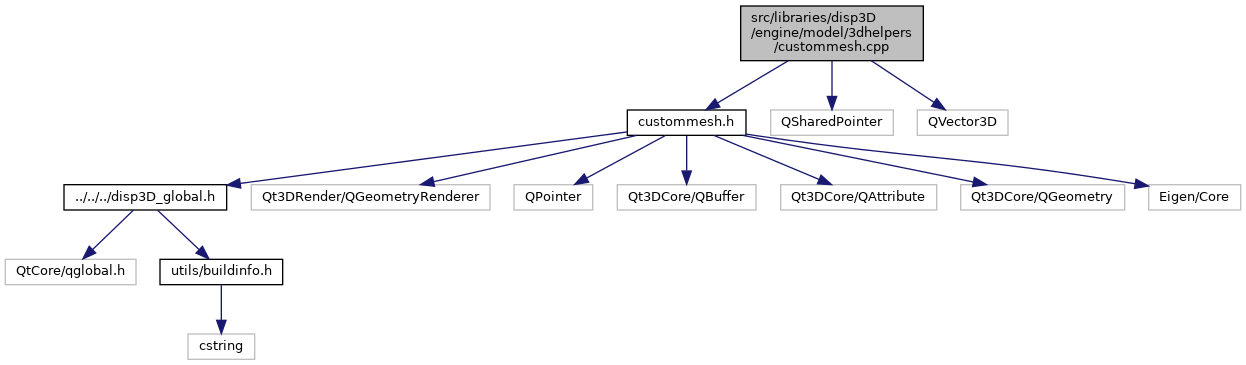 src/libraries/disp3D
/engine/model/3dhelpers
/custommesh.cpp
custommesh.h
QSharedPointer
QVector3D
../../../disp3D_global.h
Qt3DRender/QGeometryRenderer
QPointer
Qt3DCore/QBuffer
Qt3DCore/QAttribute
Qt3DCore/QGeometry
Eigen/Core
QtCore/qglobal.h
utils/buildinfo.h
cstring